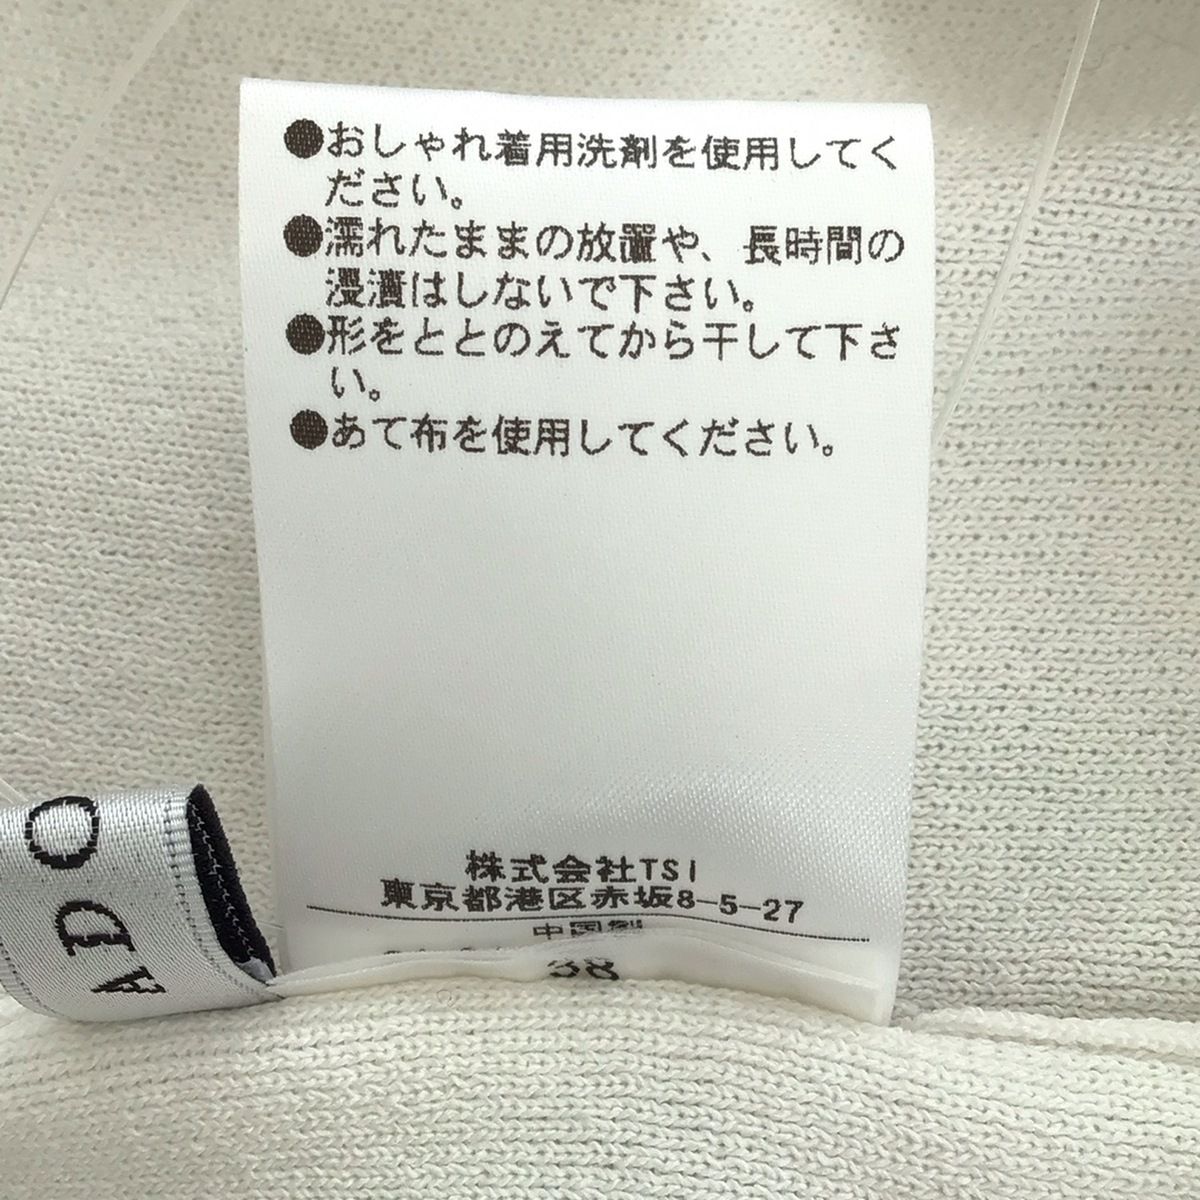 ●おしゃれ着用洗剤を使用してく
ださい。
●濡れたままの放置や、長時間の
浸漬はしないで下さい。
●形をととのえてから干して下さ
い。
●あて布を使用してください。
株式会社TSI
東京都港区赤坂8-5-27
中国製
38
ADO